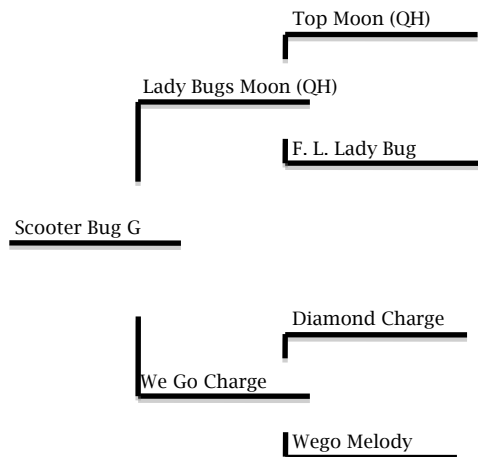 Top Moon (QH)
Lady Bugs Moon (QH)
F. L. Lady Bug
Scooter Bug G
Diamond Charge
We Go Charge
Wego Melody